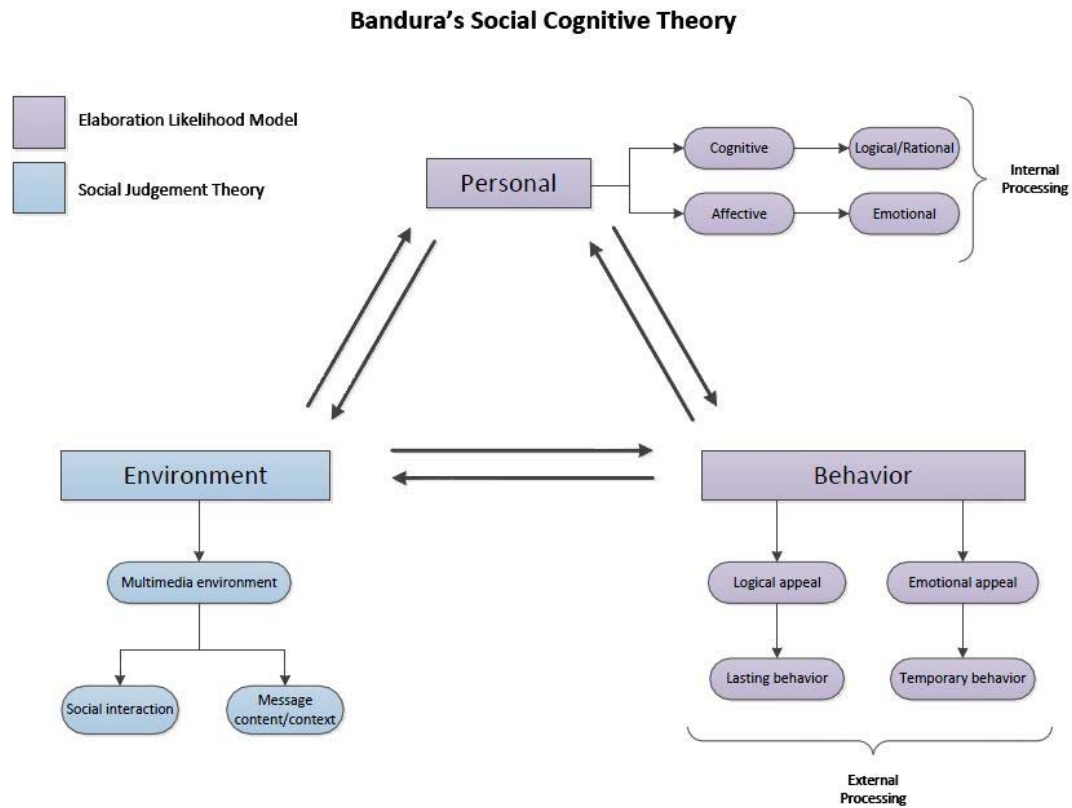 Bandura's Social Cognitive Theory
Elaboration Likelihood Model
Social Judgement Theory
Personal
Cognitive
Logical/Rational
Affective
Emotional
Internal
Processing
Environment
Behavior
Multimedia environment
Logical appeal
Emotional appeal
Social interaction
Message
content/context
Lasting behavior
Temporary behavior
External
Processing